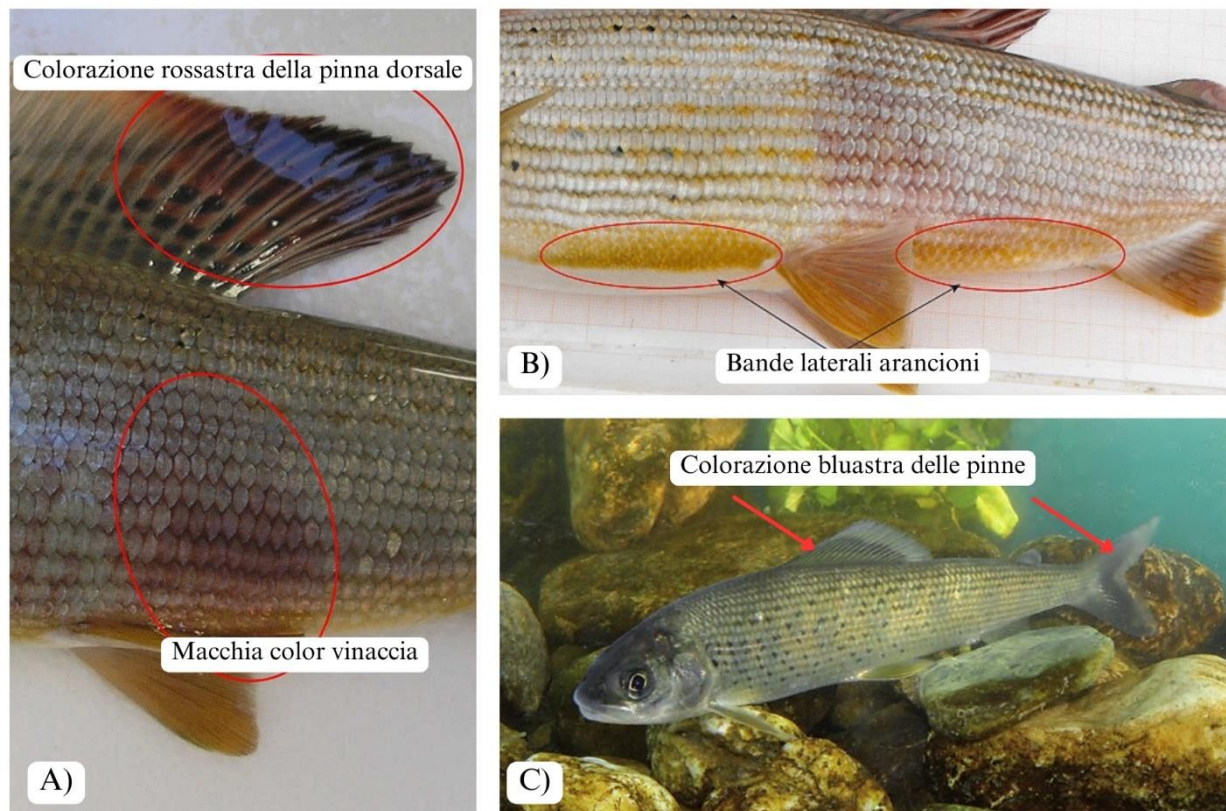 Colorazione rossastra della pinna dorsale
Macchia color vinaccia
A)
Bande laterali arancioni
B)
Colorazione bluastra delle pinne
C)